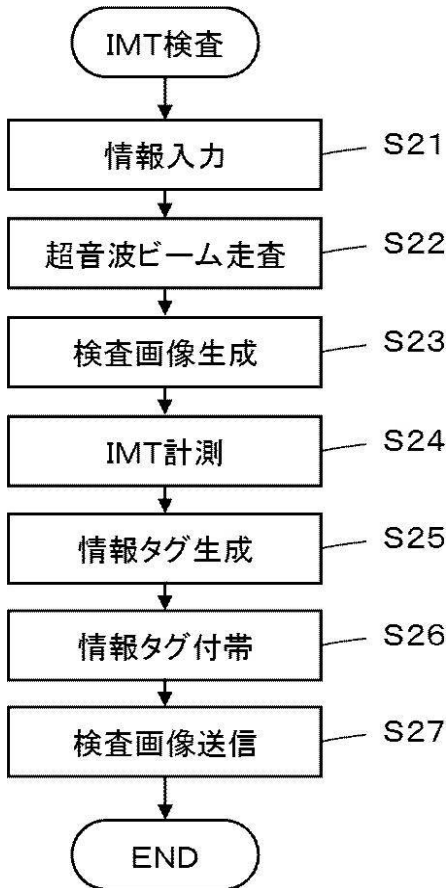 IMT検査
情報入力
S21
超音波ビーム走査
S22
検査画像生成
S23
IMT計測
S24
情報タグ生成
S25
情報タグ付帯
S26
検査画像送信
S27
END